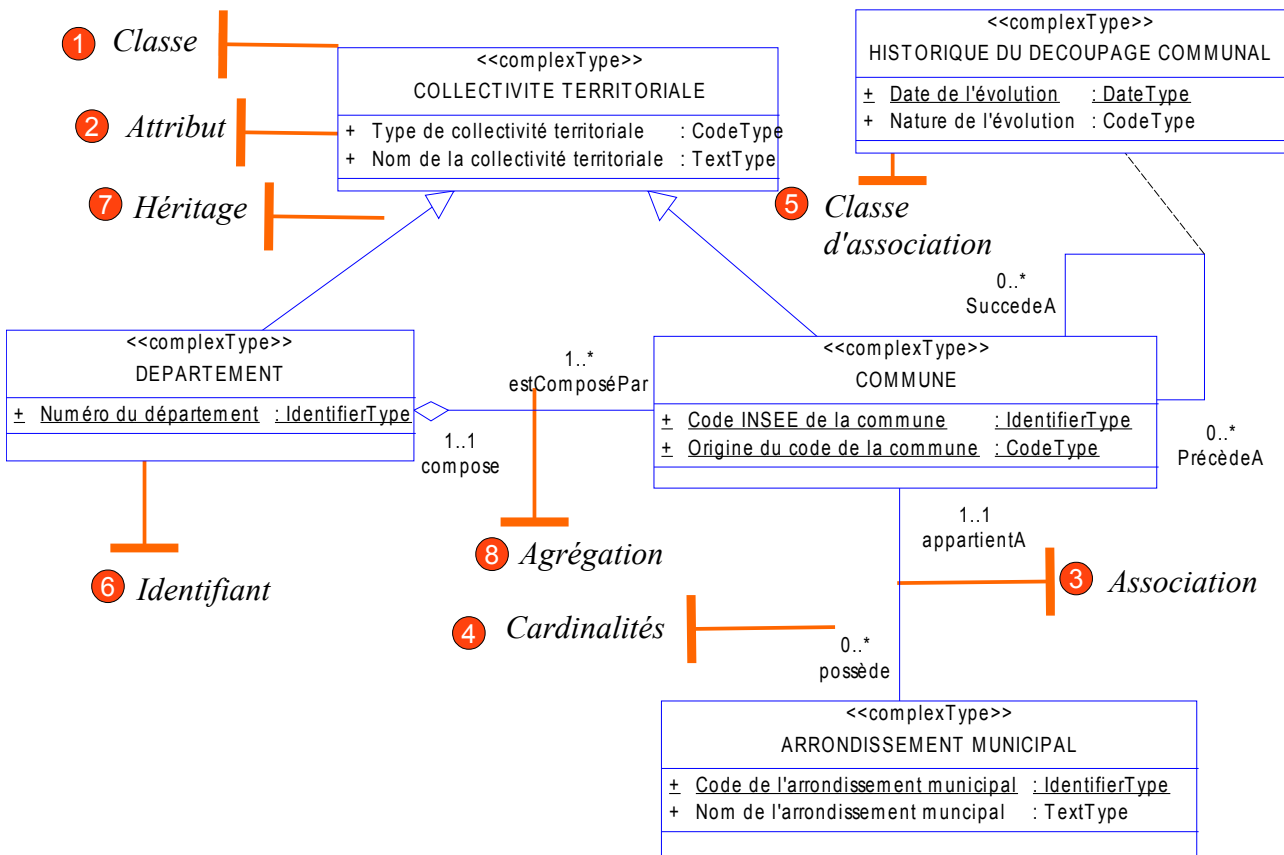 1 Classe
<<complexType>>
COLLECTIVITE TERRITORIALE
+ Type de collectivité territoriale : CodeType
+ Nom de la collectivité territoriale : TextType
2 Attribut
7 Héritage
<<complexType>>
HISTORIQUE DU DECOUPAGE COMMUNAL
+ Date de l'évolution : DateType
+ Nature de l'évolution : CodeType
5 Classe
d'association
0..*
SuccedeA
<<complexType>>
DEPARTEMENT
+ Numéro du département : IdentifierType
1..*
estComposéPar
1..1
compose
<<complexType>>
COMMUNE
+ Code INSEE de la commune : IdentifierType
+ Origine du code de la commune : CodeType
0..*
PrécèdeA
6 Identifiant
8 Agrégation
1..1
appartientA
3 Association
4 Cardinalités
0..*
possède
<<complexType>>
ARRONDISSEMENT MUNICIPAL
+ Code de l'arrondissement municipal : IdentifierType
+ Nom de l'arrondissement muncipal : TextType